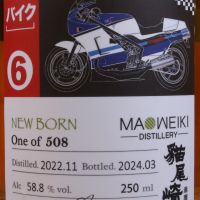 バイク
6
NEW BORN
One of 508
MAOWEIKI
DISTILLERY
Distilled. 2022.11 Bottled. 2024.03
Alc 58.8 % vol.
250 ml
貓尾崎